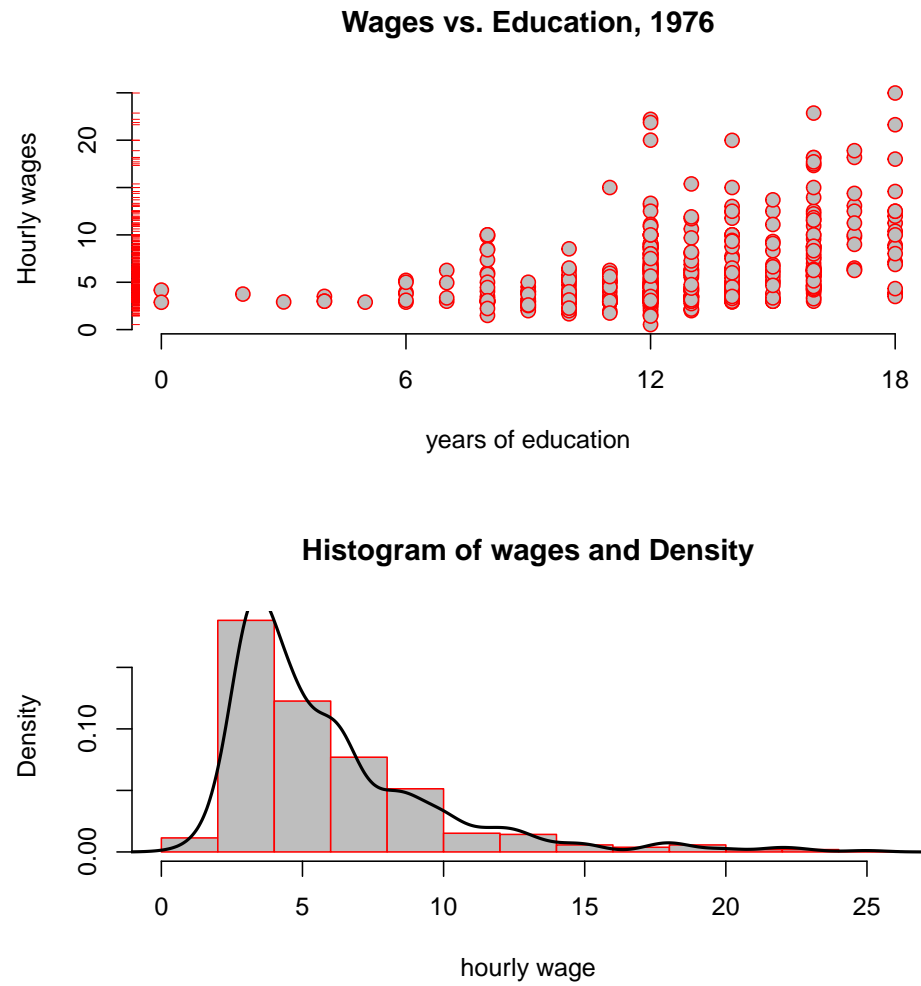 Wages vs. Education, 1976
Hourly wages
20
10
5
0
0 6 12 18
years of education
Histogram of wages and Density
Density
0.10
0.00
0 5 10 15 20 25
hourly wage